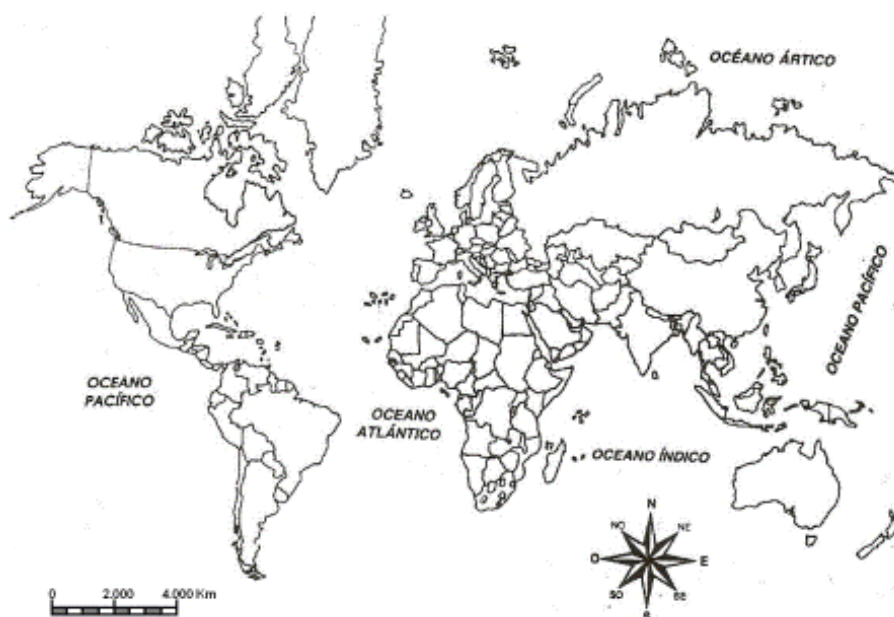 OCÉANO ÁRTICO
OCEANO PACÍFICO
OCEANO
PACÍFICO
OCEANO
ATLÁNTICO
OCEANO ÍNDICO
N
NO
NE
O
E
SO
SE
S
0
2.000
4.000 Km